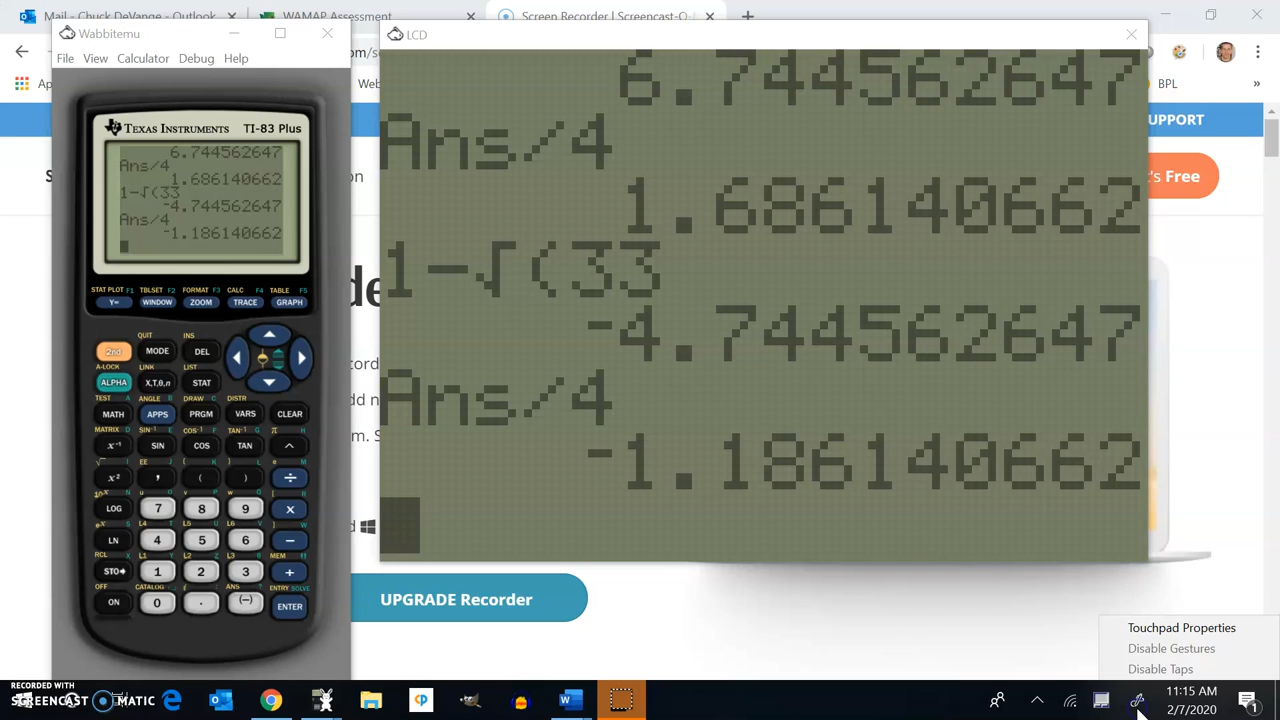 Mail - Chuck DeVange - Outlook
WAMAP Assessment
Screen Recorder | Screencast-O-
Wabbitemu
LCD
File View Calculator Debug Help
BPL
SUPPORT
's Free
TEXAS INSTRUMENTS TI-83 Plus
6.744562647
Ans/4
1.686140662
1-√(33
-4.744562647
Ans/4
-1.186140662
6.744562647
Ans/4
1.686140662
1-√(33
-4.744562647
Ans/4
-1.186140662
STAT PLOT F1 TBLSET F2 FORMAT F3 CALC F4 TABLE F5
Y= WINDOW ZOOM TRACE GRAPH
QUIT INS
2nd MODE DEL
A-LOCK LINK LIST
ALPHA X,T,θ,n STAT
TEST A ANGLE B DRAW C DISTR
MATH APPS PRGM VARS CLEAR
MATRIX D SIN-1 E COS-1 F TAN-1 G π H
x-1 SIN COS TAN ^
√ I EE J { K } L e M
x² , ( ) ÷
10x N u O v P w Q [ R
LOG 7 8 9 ×
ex S L4 T L5 U L6 V ] W
LN 4 5 6 −
RCL X L1 Y L2 Z L3 θ MEM "
STO➔ 1 2 3 +
OFF CATALOG i : ANS ? ENTRY SOLVE
ON 0 . (−) ENTER
UPGRADE Recorder
Touchpad Properties
Disable Gestures
Disable Taps
RECORDED WITH
SCREENCAST MATIC
11:15 AM
2/7/2020
1